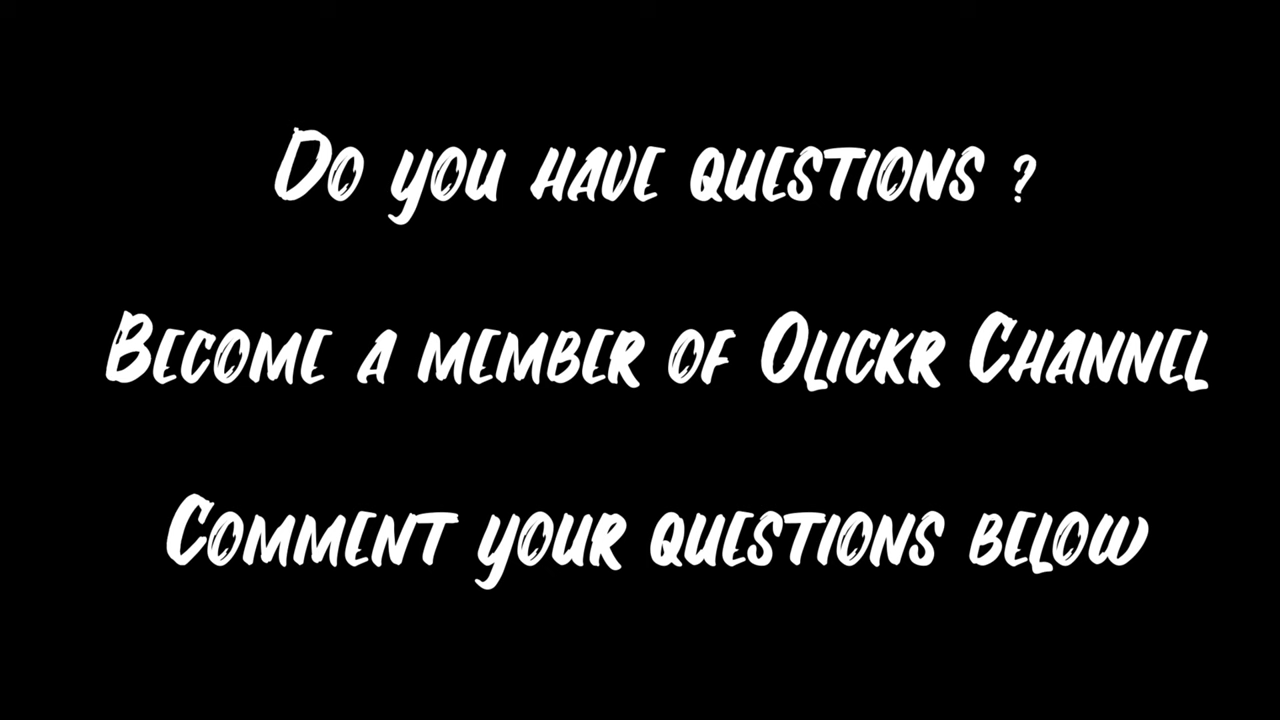 Do you have questions ?
Become a member of Olickr Channel
Comment your questions below